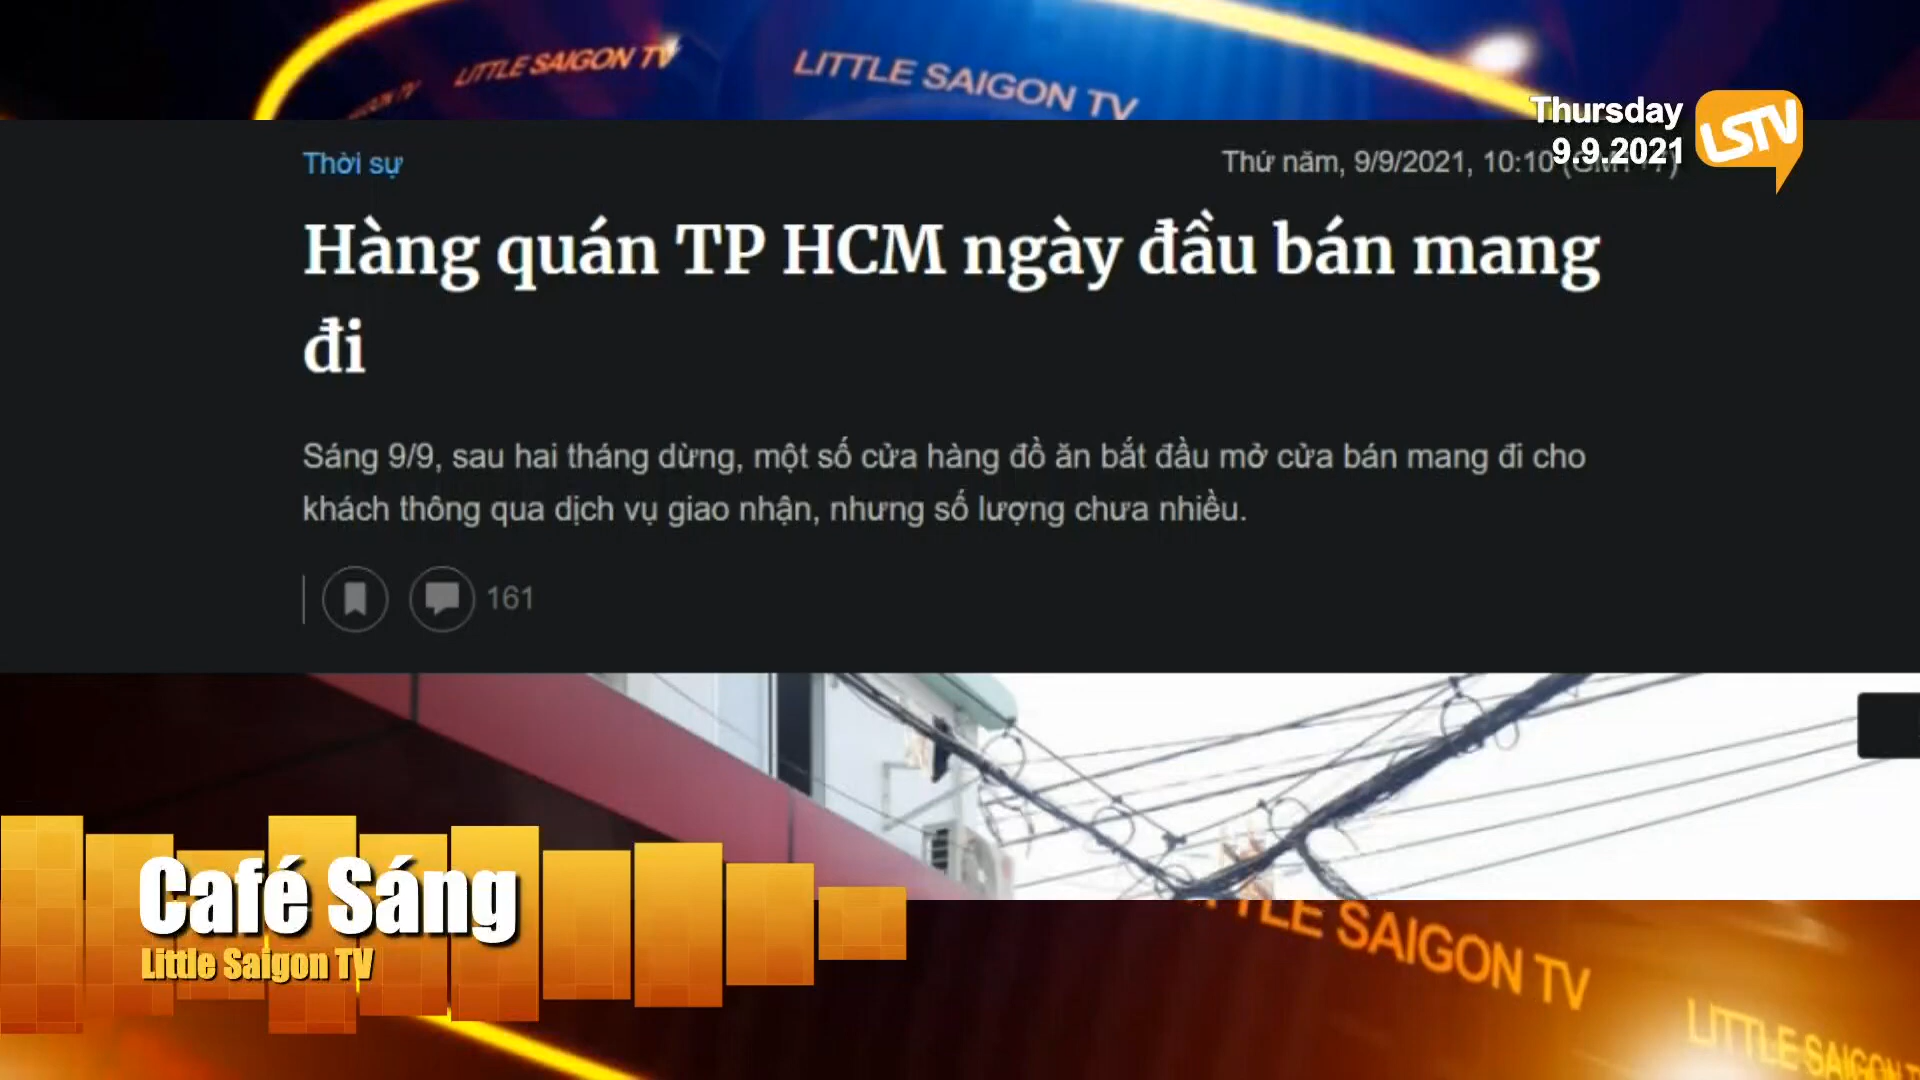 LITTLE SAIGON TV
LITTLE SAIGON TV
Thursday
9.9.2021
LSTV
Thời sự
Thứ năm, 9/9/2021, 10:10
Hàng quán TP HCM ngày đầu bán mang
đi
Sáng 9/9, sau hai tháng dừng, một số cửa hàng đồ ăn bắt đầu mở cửa bán mang đi cho
khách thông qua dịch vụ giao nhận, nhưng số lượng chưa nhiều.
161
Café Sáng
Little Saigon TV
SAIGON TV
LITTLE SAIGON